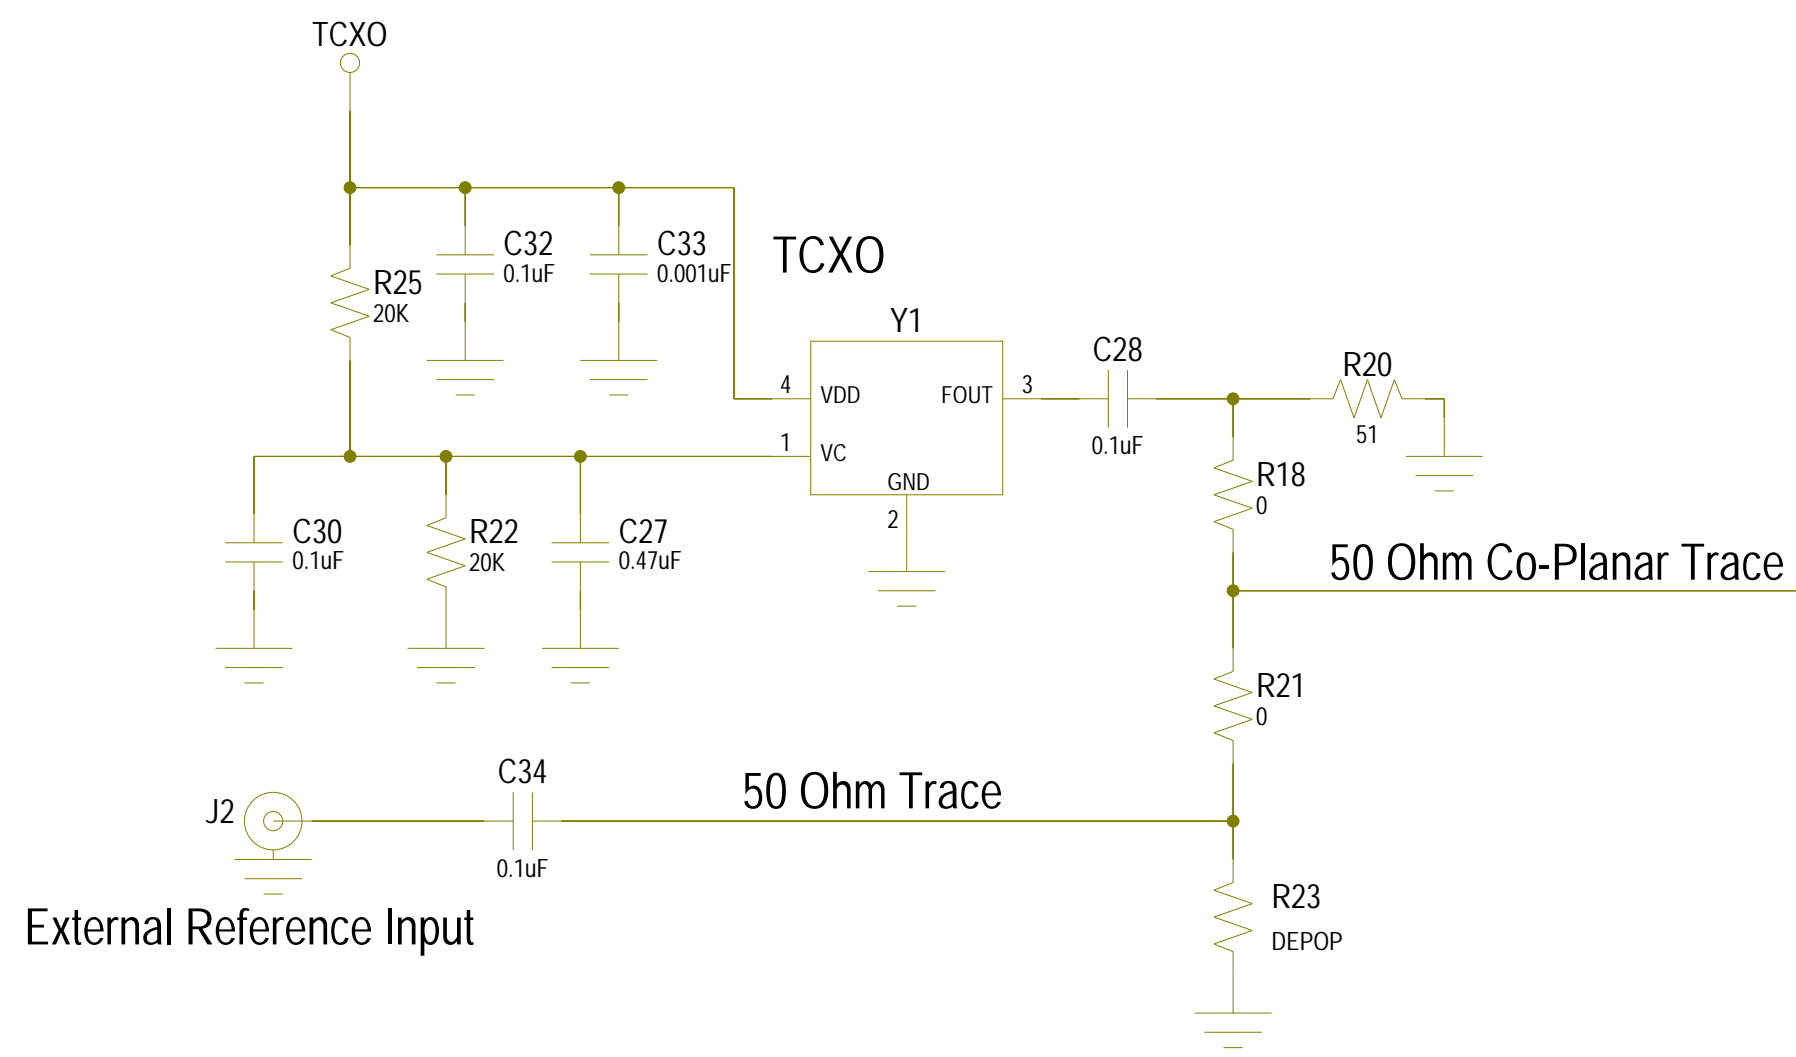 TCXO
C32
0.1uF
C33
0.001uF
TCXO
R25
20K
Y1
C28
0.1uF
R20
51
4
VDD
FOUT
3
1
VC
GND
2
R18
0
C30
0.1uF
R22
20K
C27
0.47uF
50 Ohm Co-Planar Trace
R21
0
C34
0.1uF
50 Ohm Trace
J2
R23
DEPOP
External Reference Input